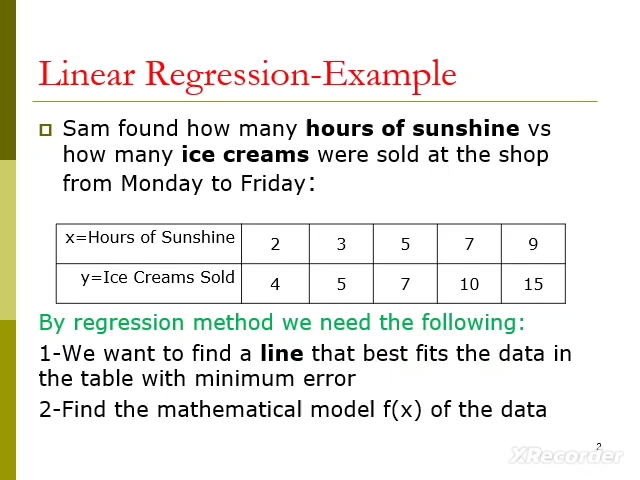 Linear Regression-Example
Sam found how many hours of sunshine vs
how many ice creams were sold at the shop
from Monday to Friday:
x=Hours of Sunshine 2 3 5 7 9
y=Ice Creams Sold 4 5 7 10 15
By regression method we need the following:
1-We want to find a line that best fits the data in
the table with minimum error
2-Find the mathematical model f(x) of the data
2
XRecorder